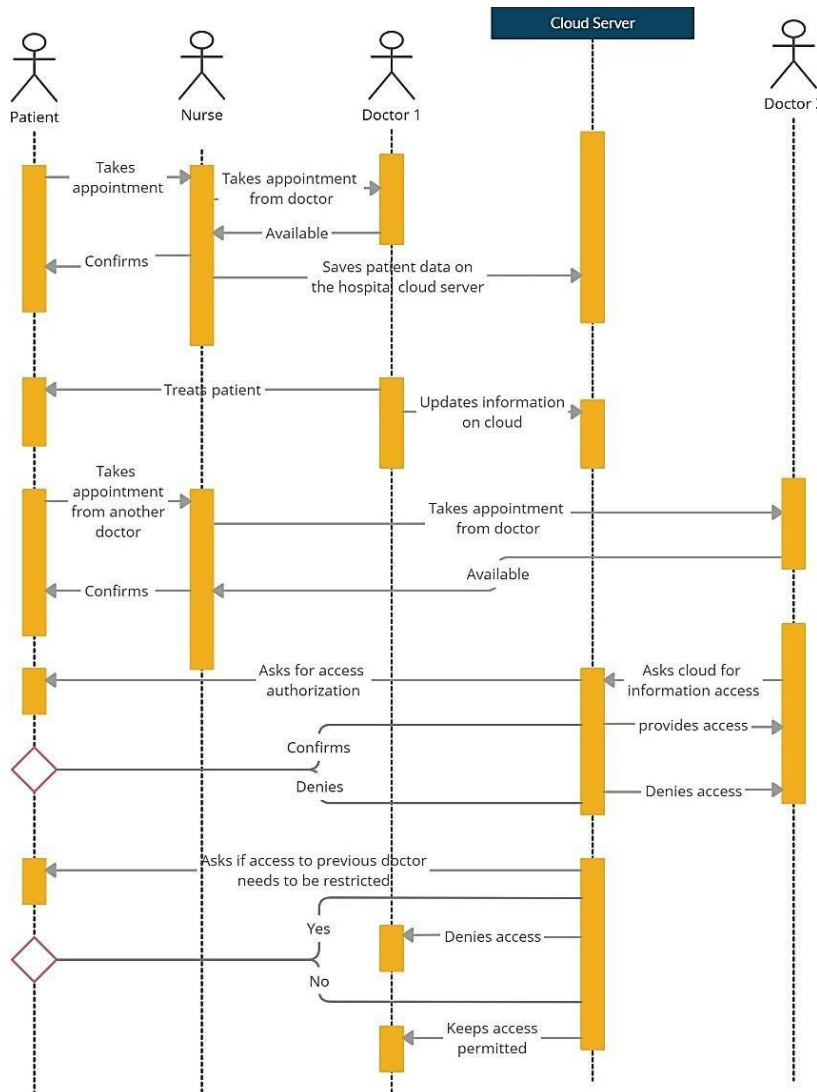 Cloud Server
Patient
Nurse
Doctor 1
Doctor
Takes
appointment
Takes appointment
from doctor
Available
Confirms
Saves patient data on
the hospital cloud server
Treats patient
Updates information
on cloud
Takes
appointment
from another
doctor
Takes appointment
from doctor
Available
Confirms
Asks for access
authorization
Asks cloud for
information access
provides access
Confirms
Denies
Denies access
Asks if access to previous doctor
needs to be restricted
Yes
Denies access
No
Keeps access
permitted